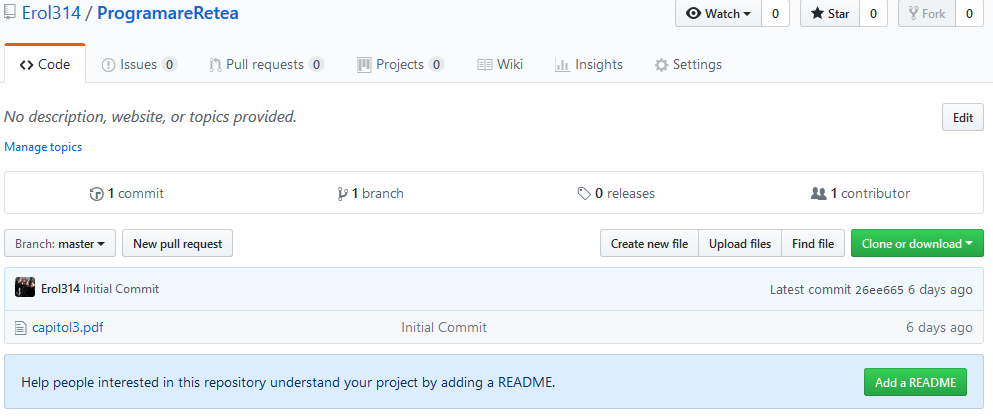 Erol314 / ProgramareRetea Watch 0 Star 0 Fork 0
Code Issues 0 Pull requests 0 Projects 0 Wiki Insights Settings
No description, website, or topics provided. Edit
Manage topics
1 commit 1 branch 0 releases 1 contributor
Branch: master New pull request Create new file Upload files Find file Clone or download
Erol314 Initial Commit Latest commit 26ee665 6 days ago
capitol3.pdf Initial Commit 6 days ago
Help people interested in this repository understand your project by adding a README. Add a README